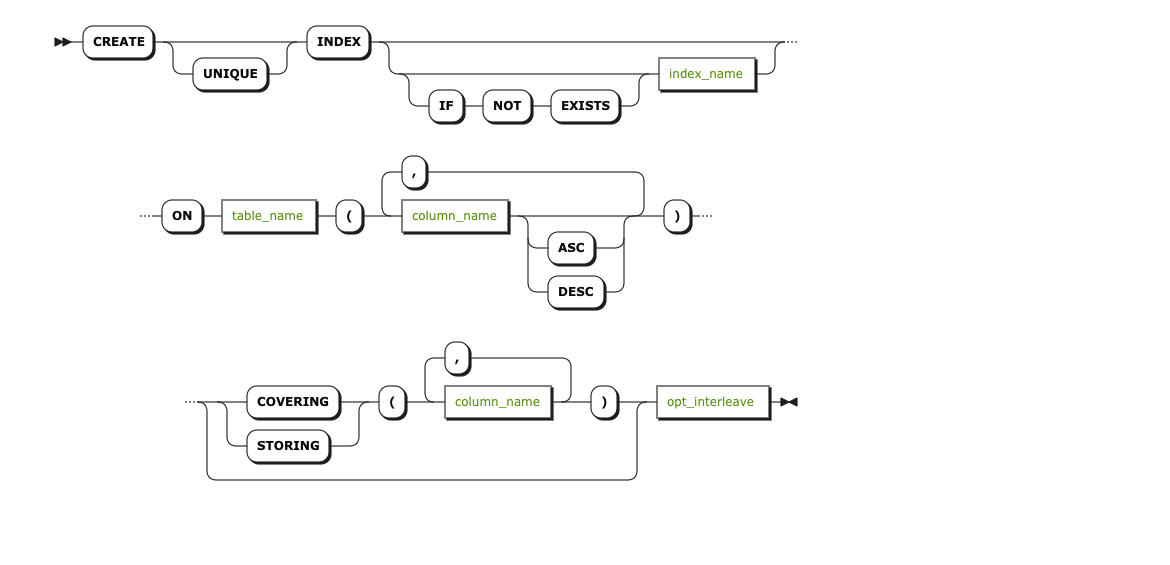 CREATE INDEX
UNIQUE index_name
IF NOT EXISTS
,
ON table_name ( column_name )
ASC
DESC
,
COVERING ( column_name ) opt_interleave
STORING